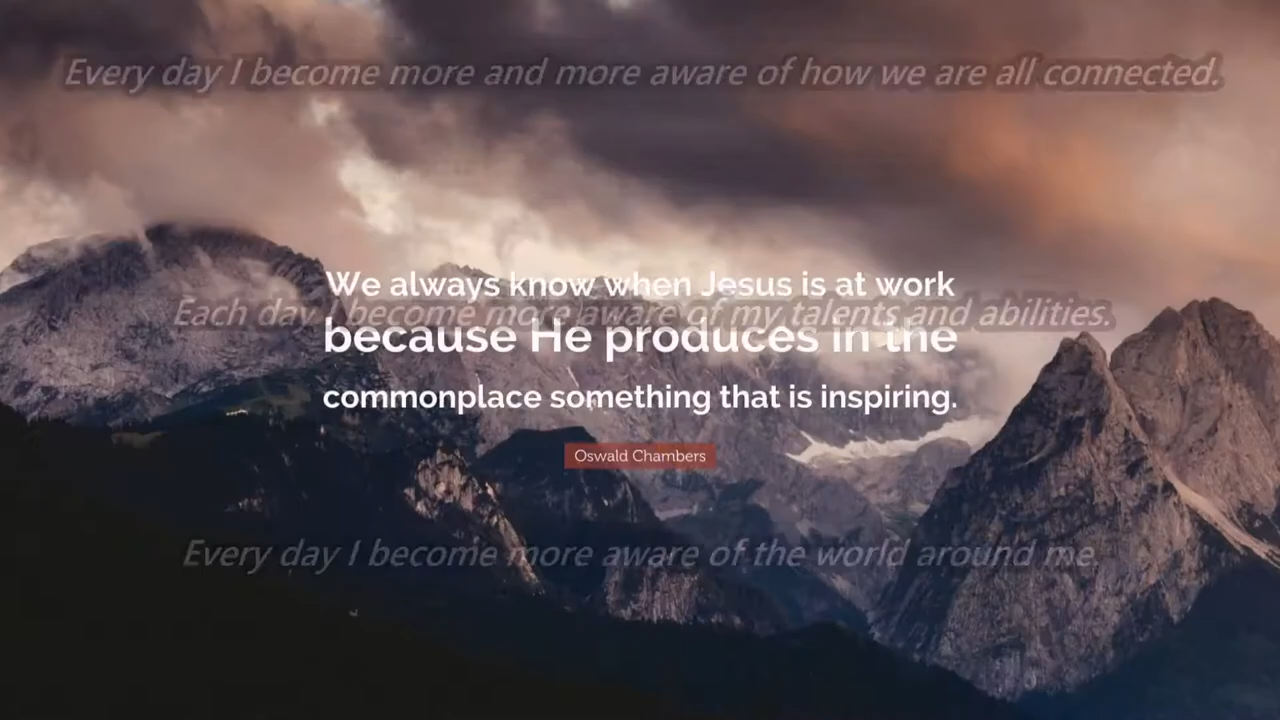 Every day I become more and more aware of how we are all connected.
We always know when Jesus is at work
Each day I become more aware of my talents and abilities.
because He produces in the
commonplace something that is inspiring.
Oswald Chambers
Every day I become more aware of the world around me.